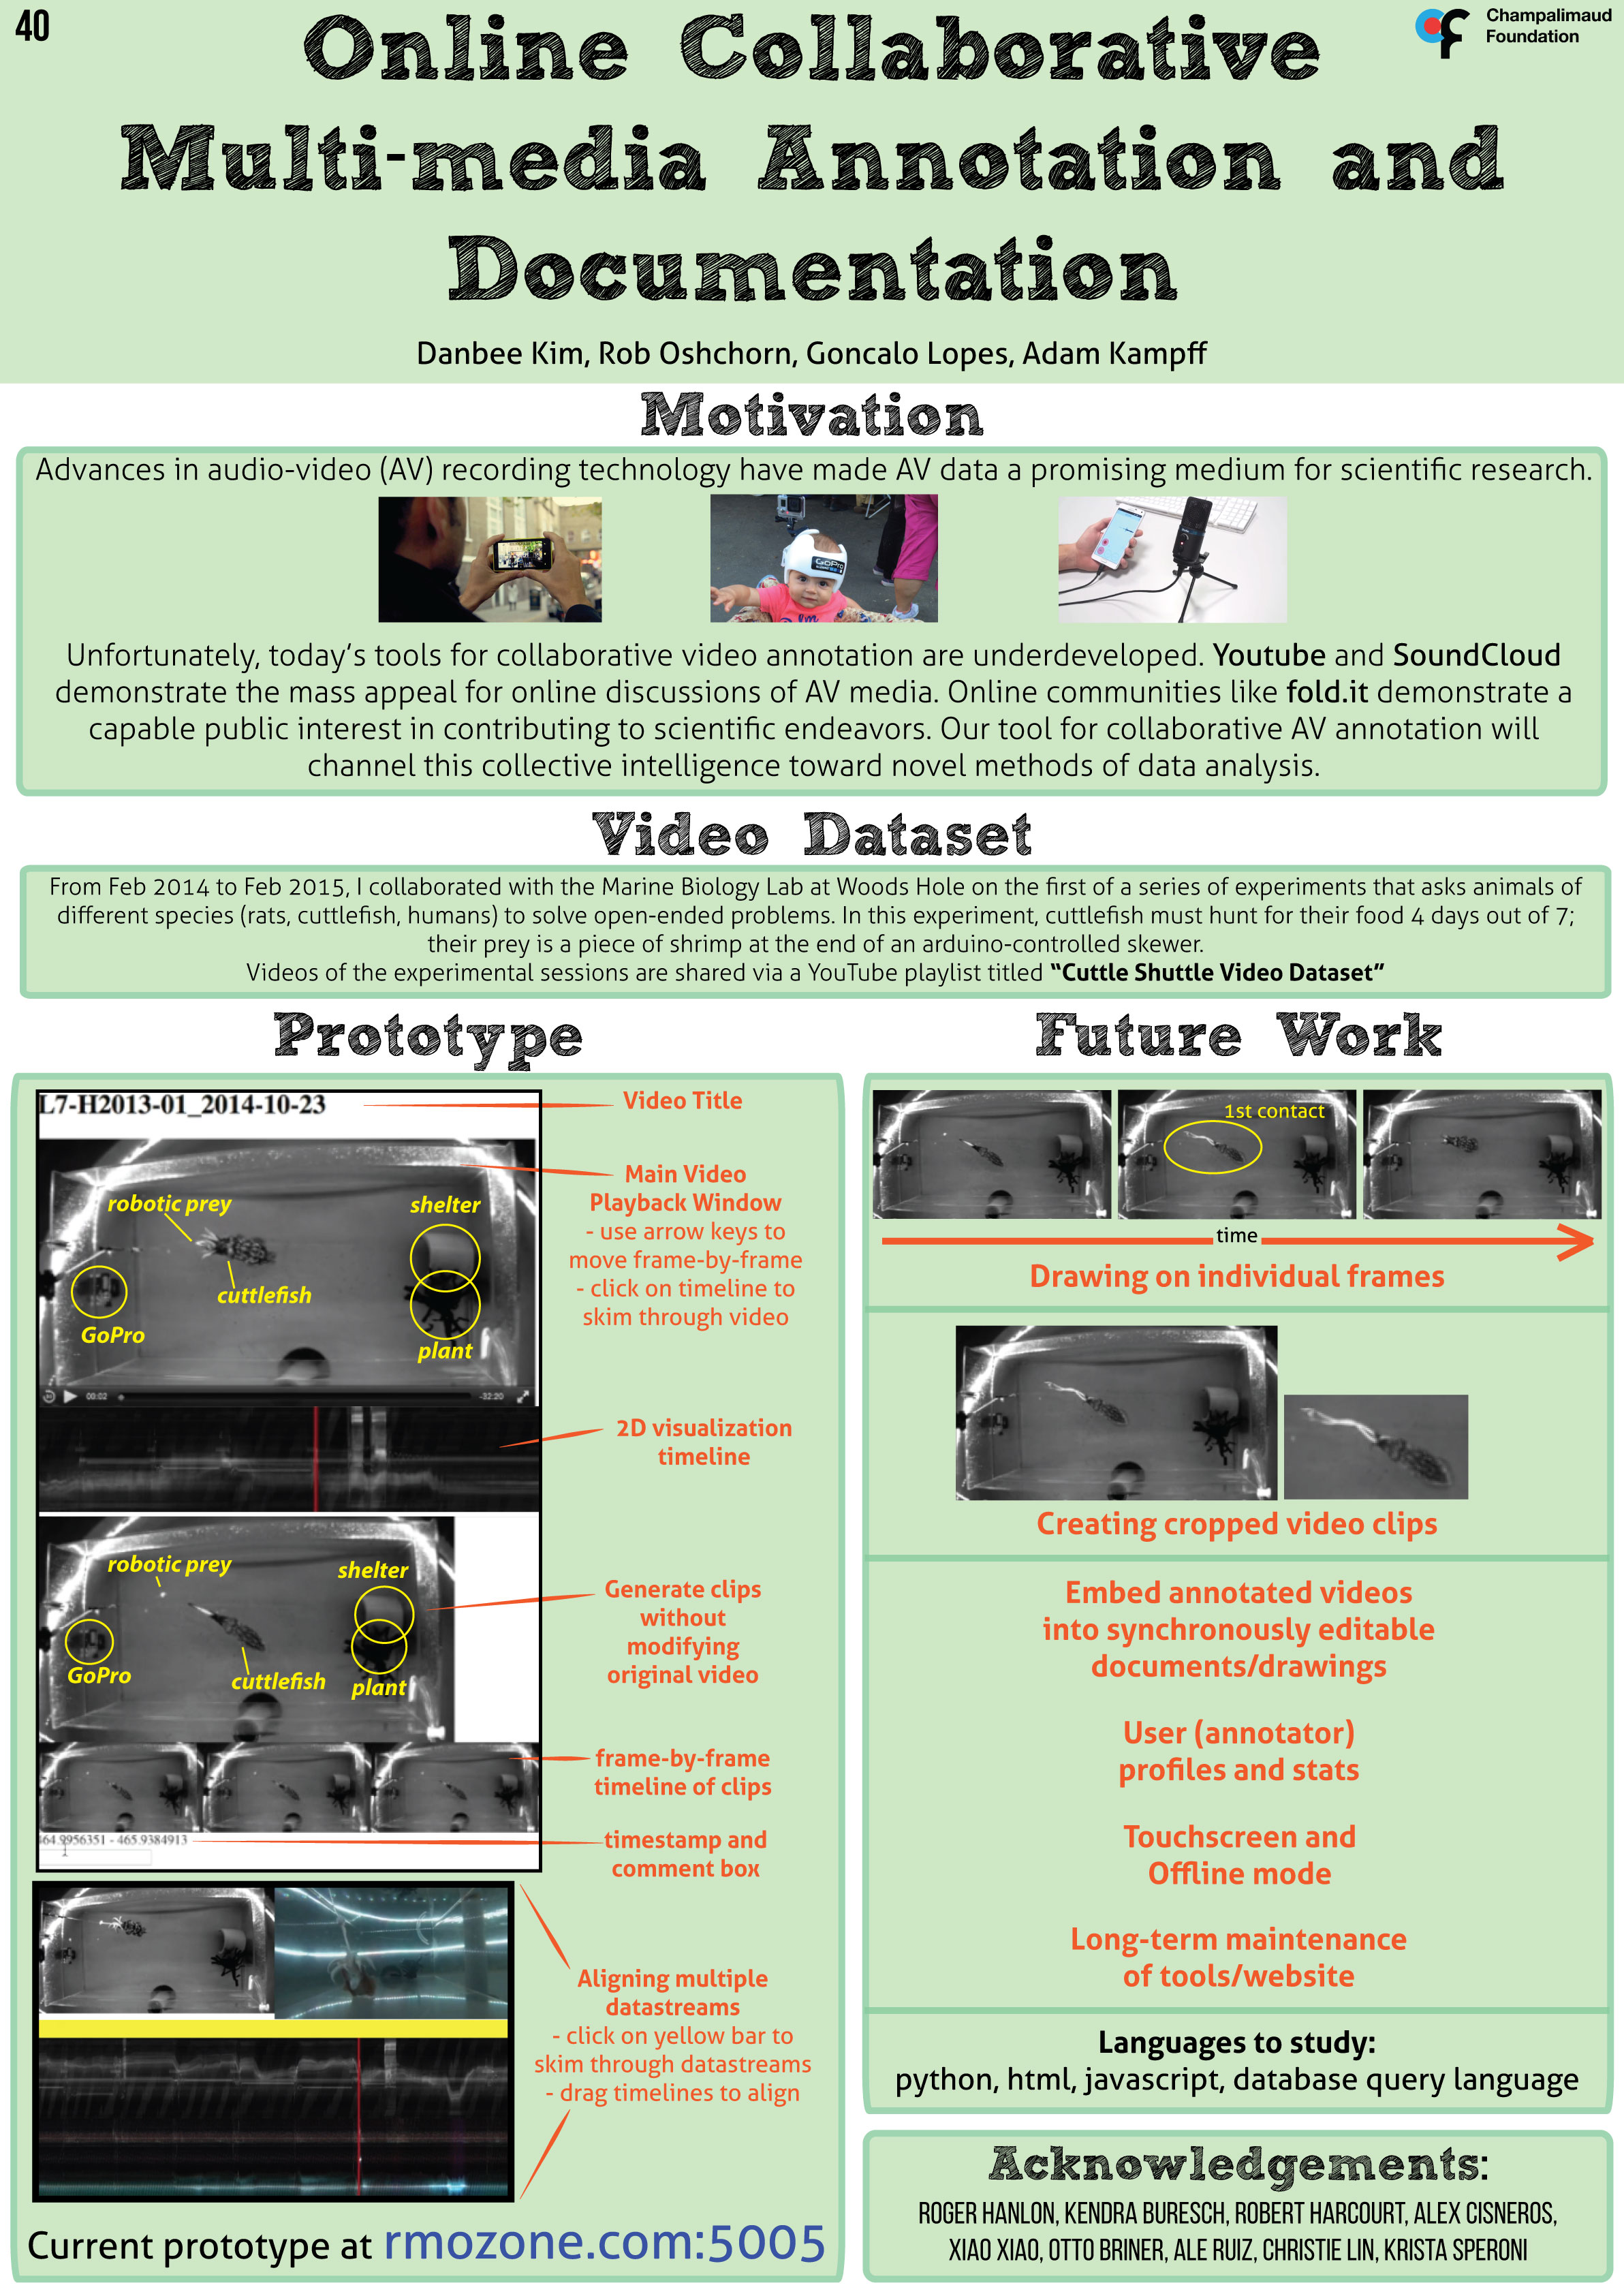 40
Champalimaud
Foundation
Online Collaborative
Multi-media Annotation and
Documentation
Danbee Kim, Rob Oshchorn, Goncalo Lopes, Adam Kampff
Motivation
Advances in audio-video (AV) recording technology have made AV data a promising medium for scientific research.
GoPro
Unfortunately, today's tools for collaborative video annotation are underdeveloped. Youtube and SoundCloud
demonstrate the mass appeal for online discussions of AV media. Online communities like fold.it demonstrate a
capable public interest in contributing to scientific endeavors. Our tool for collaborative AV annotation will
channel this collective intelligence toward novel methods of data analysis.
Video Dataset
From Feb 2014 to Feb 2015, I collaborated with the Marine Biology Lab at Woods Hole on the first of a series of experiments that asks animals of
different species (rats, cuttlefish, humans) to solve open-ended problems. In this experiment, cuttlefish must hunt for their food 4 days out of 7;
their prey is a piece of shrimp at the end of an arduino-controlled skewer.
Videos of the experimental sessions are shared via a YouTube playlist titled “Cuttle Shuttle Video Dataset”
Prototype
L7-H2013-01_2014-10-23
Video Title
robotic prey
shelter
cuttlefish
GoPro
plant
00:02
-32:20
Main Video
Playback Window
- use arrow keys to
move frame-by-frame
- click on timeline to
skim through video
2D visualization
timeline
robotic prey
shelter
GoPro
cuttlefish
plant
Generate clips
without
modifying
original video
frame-by-frame
timeline of clips
464.9956351 - 465.9384913
timestamp and
comment box
Aligning multiple
datastreams
- click on yellow bar to
skim through datastreams
- drag timelines to align
Current prototype at rmozone.com:5005
Future Work
1st contact
time
Drawing on individual frames
Creating cropped video clips
Embed annotated videos
into synchronously editable
documents/drawings
User (annotator)
profiles and stats
Touchscreen and
Offline mode
Long-term maintenance
of tools/website
Languages to study:
python, html, javascript, database query language
Acknowledgements:
ROGER HANLON, KENDRA BURESCH, ROBERT HARCOURT, ALEX CISNEROS,
XIAO XIAO, OTTO BRINER, ALE RUIZ, CHRISTIE LIN, KRISTA SPERONI